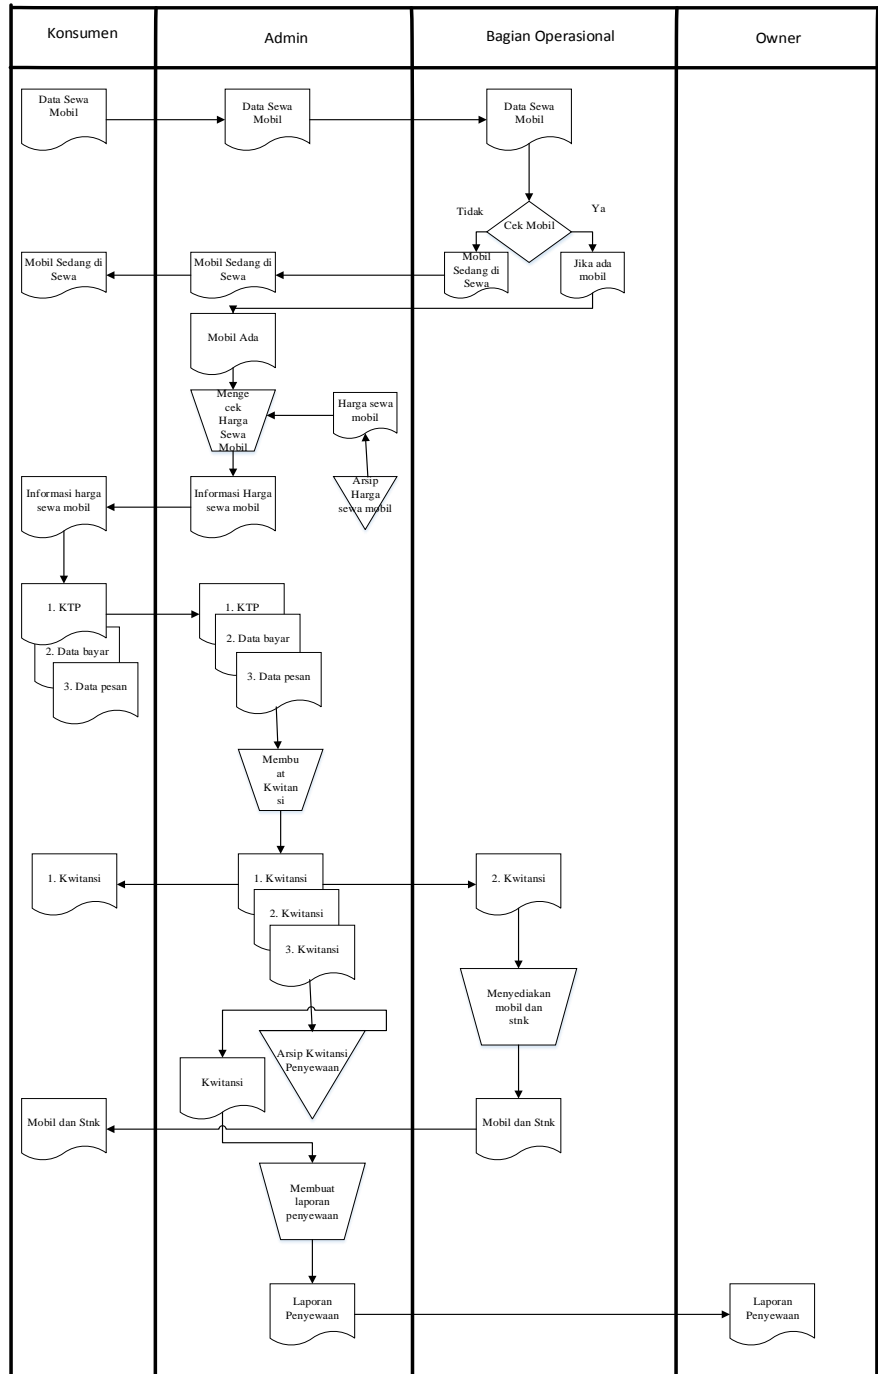 Konsumen
Admin
Bagian Operasional
Owner
Data Sewa
Mobil
Data Sewa
Mobil
Data Sewa
Mobil
Tidak
Ya
Cek Mobil
Mobil Sedang di
Sewa
Mobil Sedang di
Sewa
Mobil
Sedang di
Sewa
Jika ada
mobil
Mobil Ada
Menge
cek
Harga
Sewa
Mobil
Harga sewa
mobil
Arsip
Harga
sewa mobil
Informasi harga
sewa mobil
Informasi Harga
sewa mobil
1. KTP
2. Data bayar
3. Data pesan
1. KTP
2. Data bayar
3. Data pesan
Membu
at
Kwitan
si
1. Kwitansi
1. Kwitansi
2. Kwitansi
3. Kwitansi
2. Kwitansi
Menyediakan
mobil dan
stnk
Arsip Kwitansi
Penyewaan
Kwitansi
Mobil dan Stnk
Mobil dan Stnk
Membuat
laporan
penyewaan
Laporan
Penyewaan
Laporan
Penyewaan